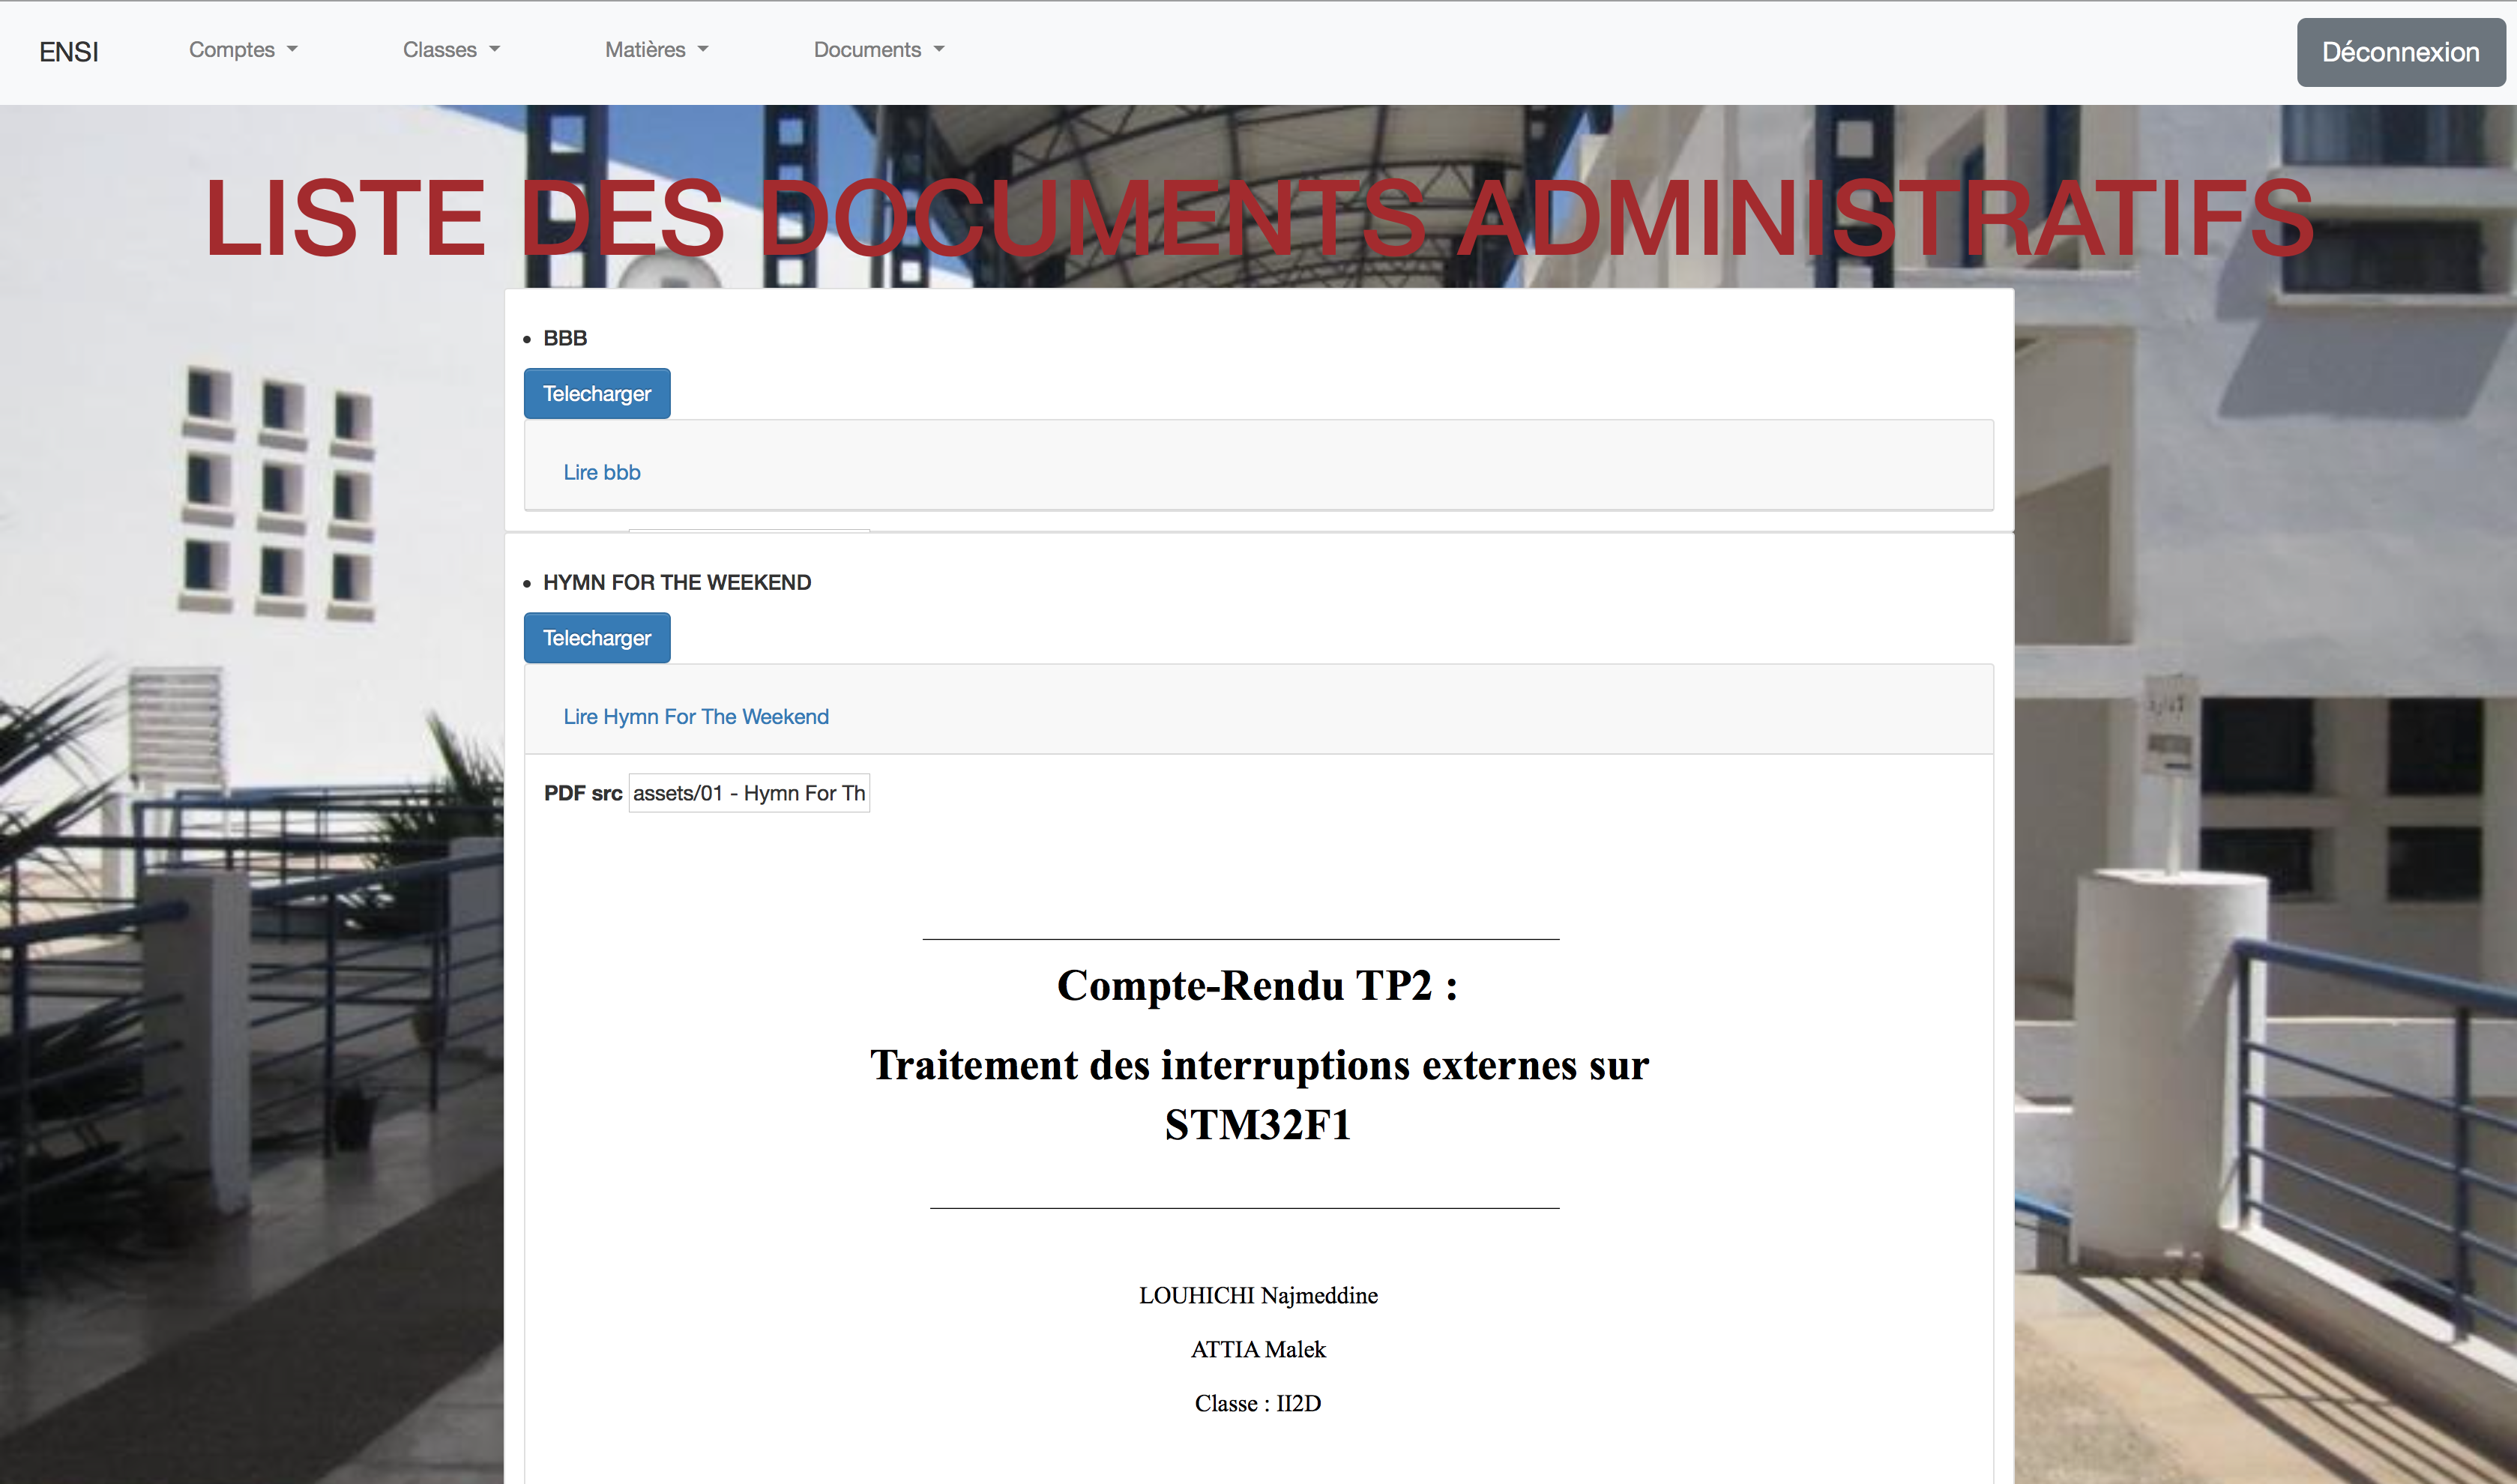 ENSI
Comptes
Classes
Matières
Documents
Déconnexion
LISTE DES DOCUMENTS ADMINISTRATIFS
BBB
Telecharger
Lire bbb
HYMN FOR THE WEEKEND
Telecharger
Lire Hymn For The Weekend
PDF src assets/01 - Hymn For Th
Compte-Rendu TP2 :
Traitement des interruptions externes sur
STM32F1
LOUHICHI Najmeddine
ATTIA Malek
Classe : II2D